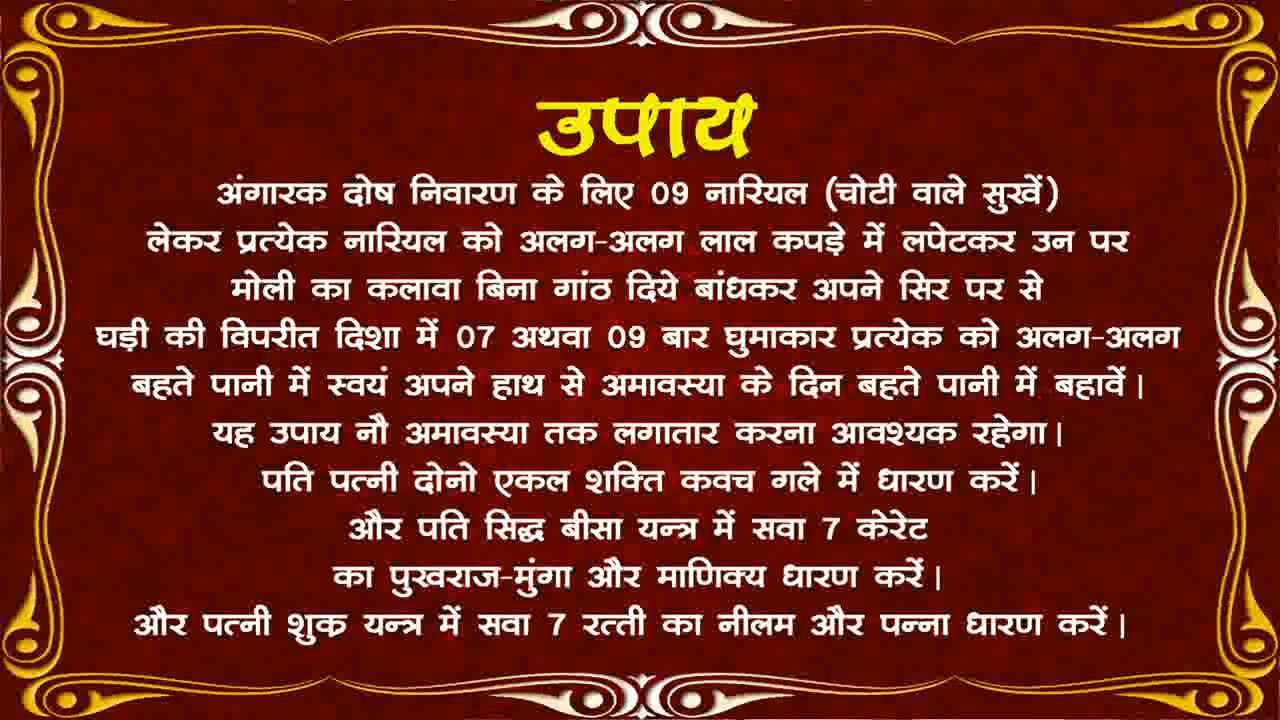 उपाय
अंगारक दोष निवारण के लिए 09 नारियल (चोटी वाले सुखें)
लेकर प्रत्येक नारियल को अलग-अलग लाल कपड़े में लपेटकर उन पर
मोली का कलावा बिना गांठ दिये बांधकर अपने सिर पर से
घड़ी की विपरीत दिशा में 07 अथवा 09 बार घुमाकार प्रत्येक को अलग-अलग
बहते पानी में स्वयं अपने हाथ से अमावस्या के दिन बहते पानी में बहावें।
यह उपाय नौ अमावस्या तक लगातार करना आवश्यक रहेगा।
पति पत्नी दोनो एकल शक्ति कवच गले में धारण करें।
और पति सिद्ध बीसा यन्त्र में सवा 7 केरेट
का पुखराज-मुंगा और माणिक्य धारण करें।
और पत्नी शुक्र यन्त्र में सवा 7 रत्ती का नीलम और पन्ना धारण करें।